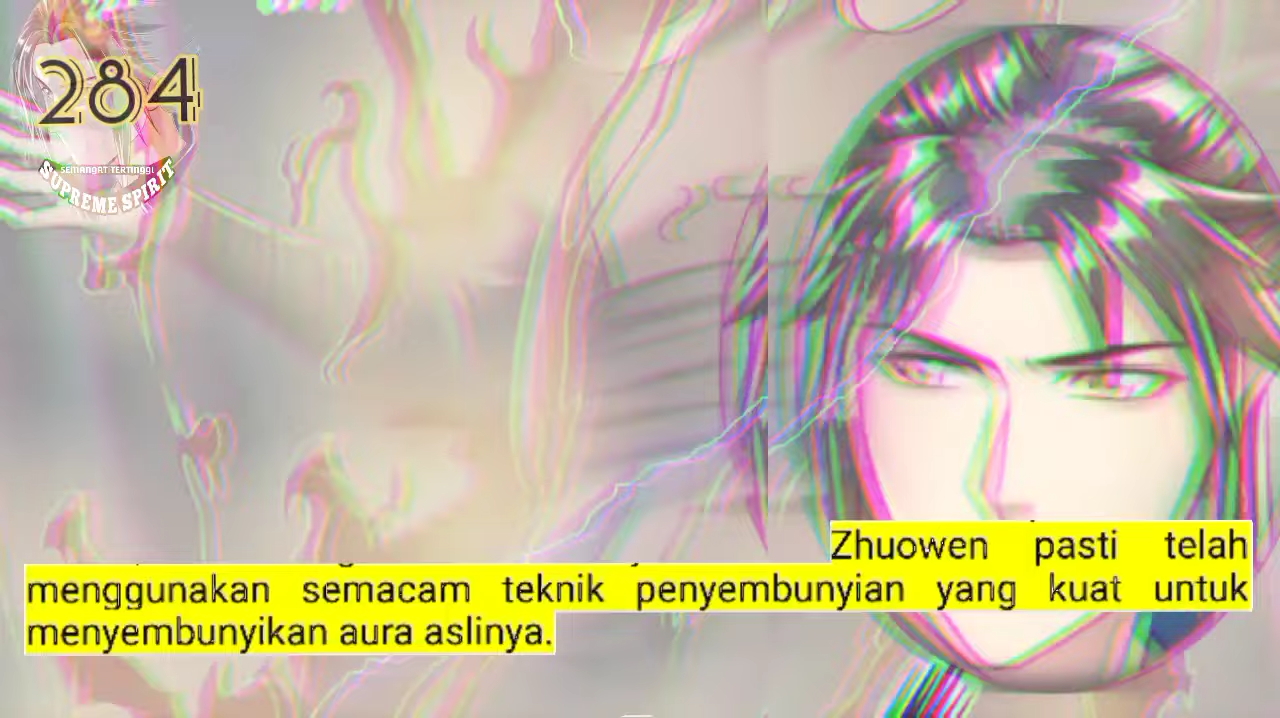 284
SEMANGAT TERTINGGI
SUPREME SPIRIT
Zhuowen pasti telah
menggunakan semacam teknik penyembunyian yang kuat untuk
menyembunyikan aura aslinya.